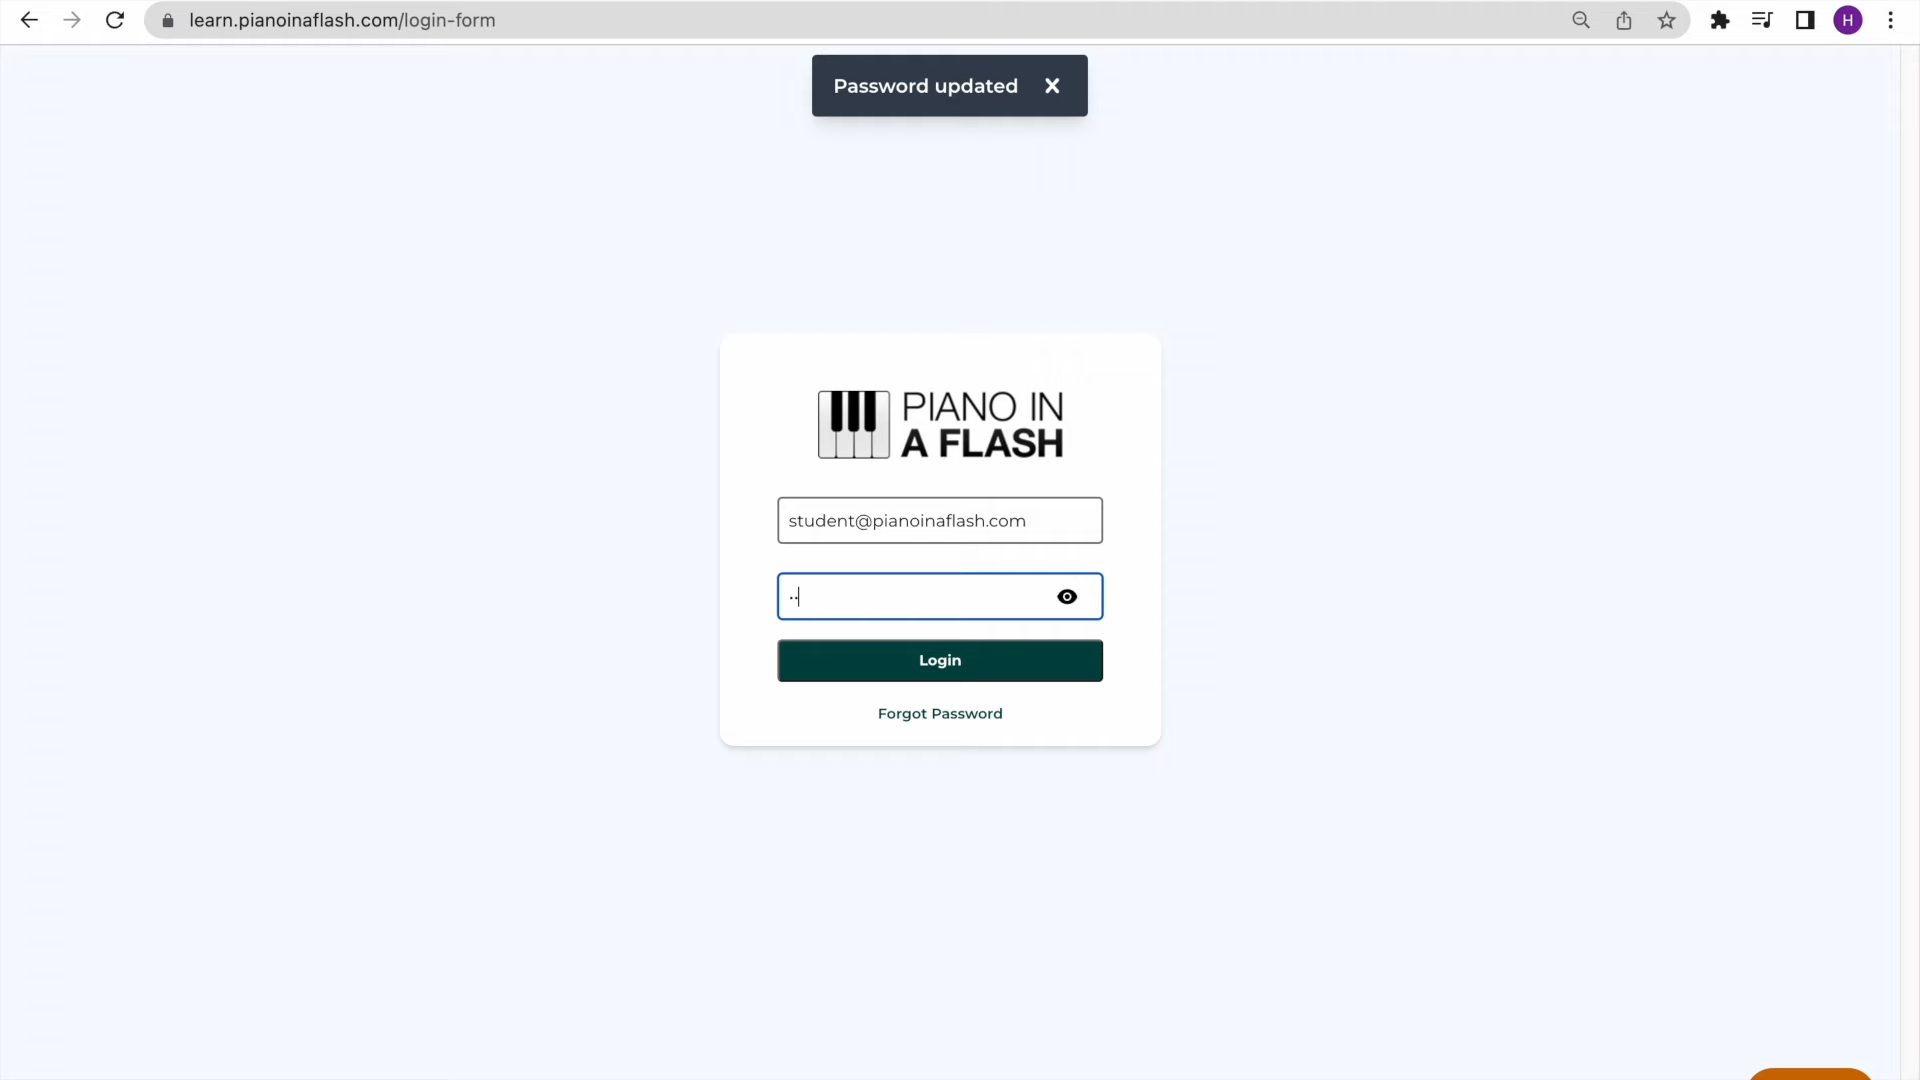 learn.pianoinaflash.com/login-form
H
Password updated
PIANO IN
A FLASH
student@pianoinaflash.com
Login
Forgot Password